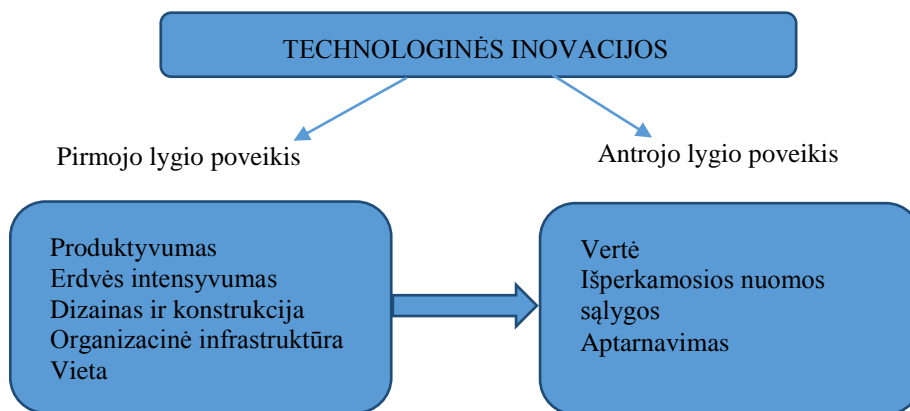 TECHNOLOGINĖS INOVACIJOS
Pirmojo lygio poveikis
Antrojo lygio poveikis
Produktyvumas
Erdvės intensyvumas
Dizainas ir konstrukcija
Organizacinė infrastruktūra
Vieta
Vertė
Išperkamosios nuomos
sąlygos
Aptarnavimas